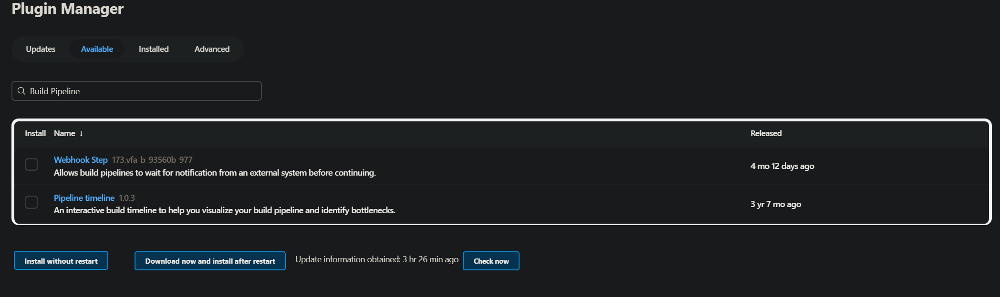 Plugin Manager
Updates Available Installed Advanced
Build Pipeline
Install Name ↓ Released
Webhook Step 173.vfa_b_93560b_977
Allows build pipelines to wait for notification from an external system before continuing.
4 mo 12 days ago
Pipeline timeline 1.0.3
An interactive build timeline to help you visualize your build pipeline and identify bottlenecks.
3 yr 7 mo ago
Install without restart Download now and install after restart Update information obtained: 3 hr 26 min ago Check now